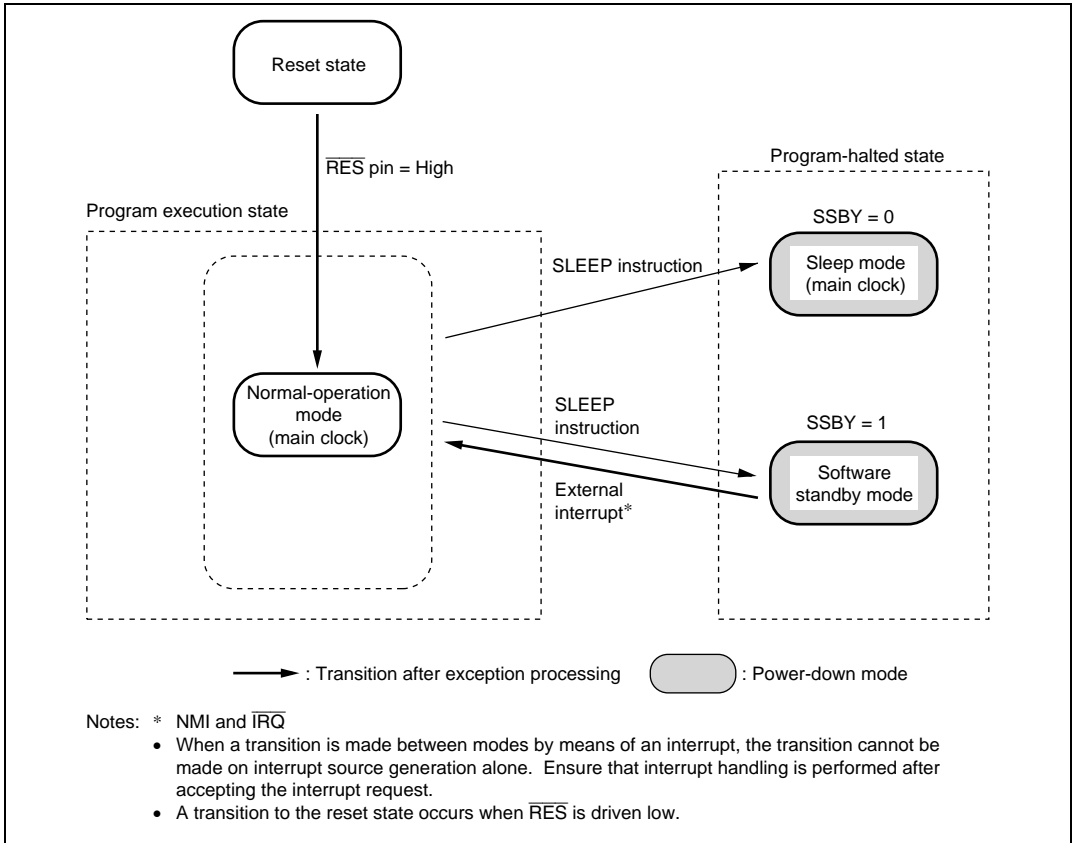 Reset state
R̅E̅S̅ pin = High
Program-halted state
Program execution state
SSBY = 0
SLEEP instruction
Sleep mode
(main clock)
Normal-operation
mode
(main clock)
SLEEP
instruction
SSBY = 1
Software
standby mode
External
interrupt*
: Transition after exception processing
: Power-down mode
Notes: * NMI and I̅R̅Q̅
• When a transition is made between modes by means of an interrupt, the transition cannot be
made on interrupt source generation alone. Ensure that interrupt handling is performed after
accepting the interrupt request.
• A transition to the reset state occurs when R̅E̅S̅ is driven low.